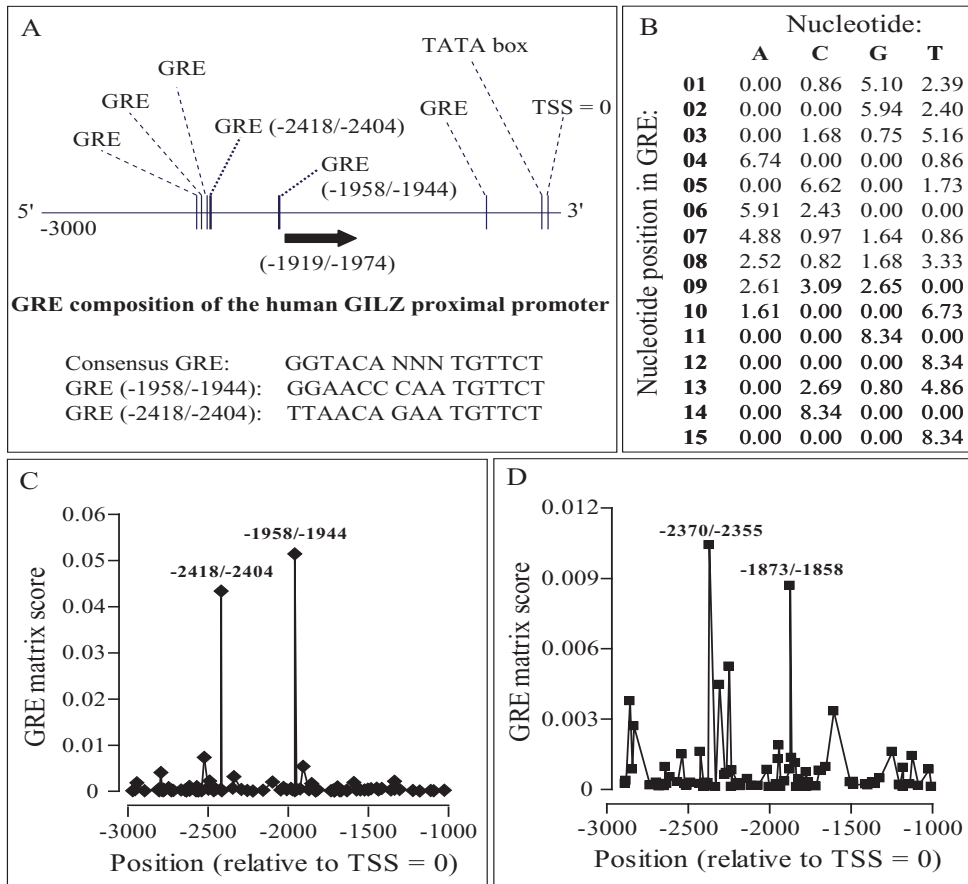 A
TATA box
GRE
GRE
TSS = 0
GRE
GRE (-2418/-2404)
GRE
GRE
GRE
(-1958/-1944)
5'
3'
-3000
(-1919/-1974)
GRE composition of the human GILZ proximal promoter
Consensus GRE: GGTACA NNN TGTTCT
GRE (-1958/-1944): GGAACC CAA TGTTCT
GRE (-2418/-2404): TTAACA GAA TGTTCT
B
Nucleotide:
A C G T
Nucleotide position in GRE:
01 0.00 0.86 5.10 2.39
02 0.00 0.00 5.94 2.40
03 0.00 1.68 0.75 5.16
04 6.74 0.00 0.00 0.86
05 0.00 6.62 0.00 1.73
06 5.91 2.43 0.00 0.00
07 4.88 0.97 1.64 0.86
08 2.52 0.82 1.68 3.33
09 2.61 3.09 2.65 0.00
10 1.61 0.00 0.00 6.73
11 0.00 0.00 8.34 0.00
12 0.00 0.00 0.00 8.34
13 0.00 2.69 0.80 4.86
14 0.00 8.34 0.00 0.00
15 0.00 0.00 0.00 8.34
C
GRE matrix score
0.06
0.05
0.04
0.03
0.02
0.01
0
-1958/-1944
-2418/-2404
-3000 -2500 -2000 -1500 -1000
Position (relative to TSS = 0)
D
GRE matrix score
0.012
0.009
0.006
0.003
0
-2370/-2355
-1873/-1858
-3000 -2500 -2000 -1500 -1000
Position (relative to TSS = 0)